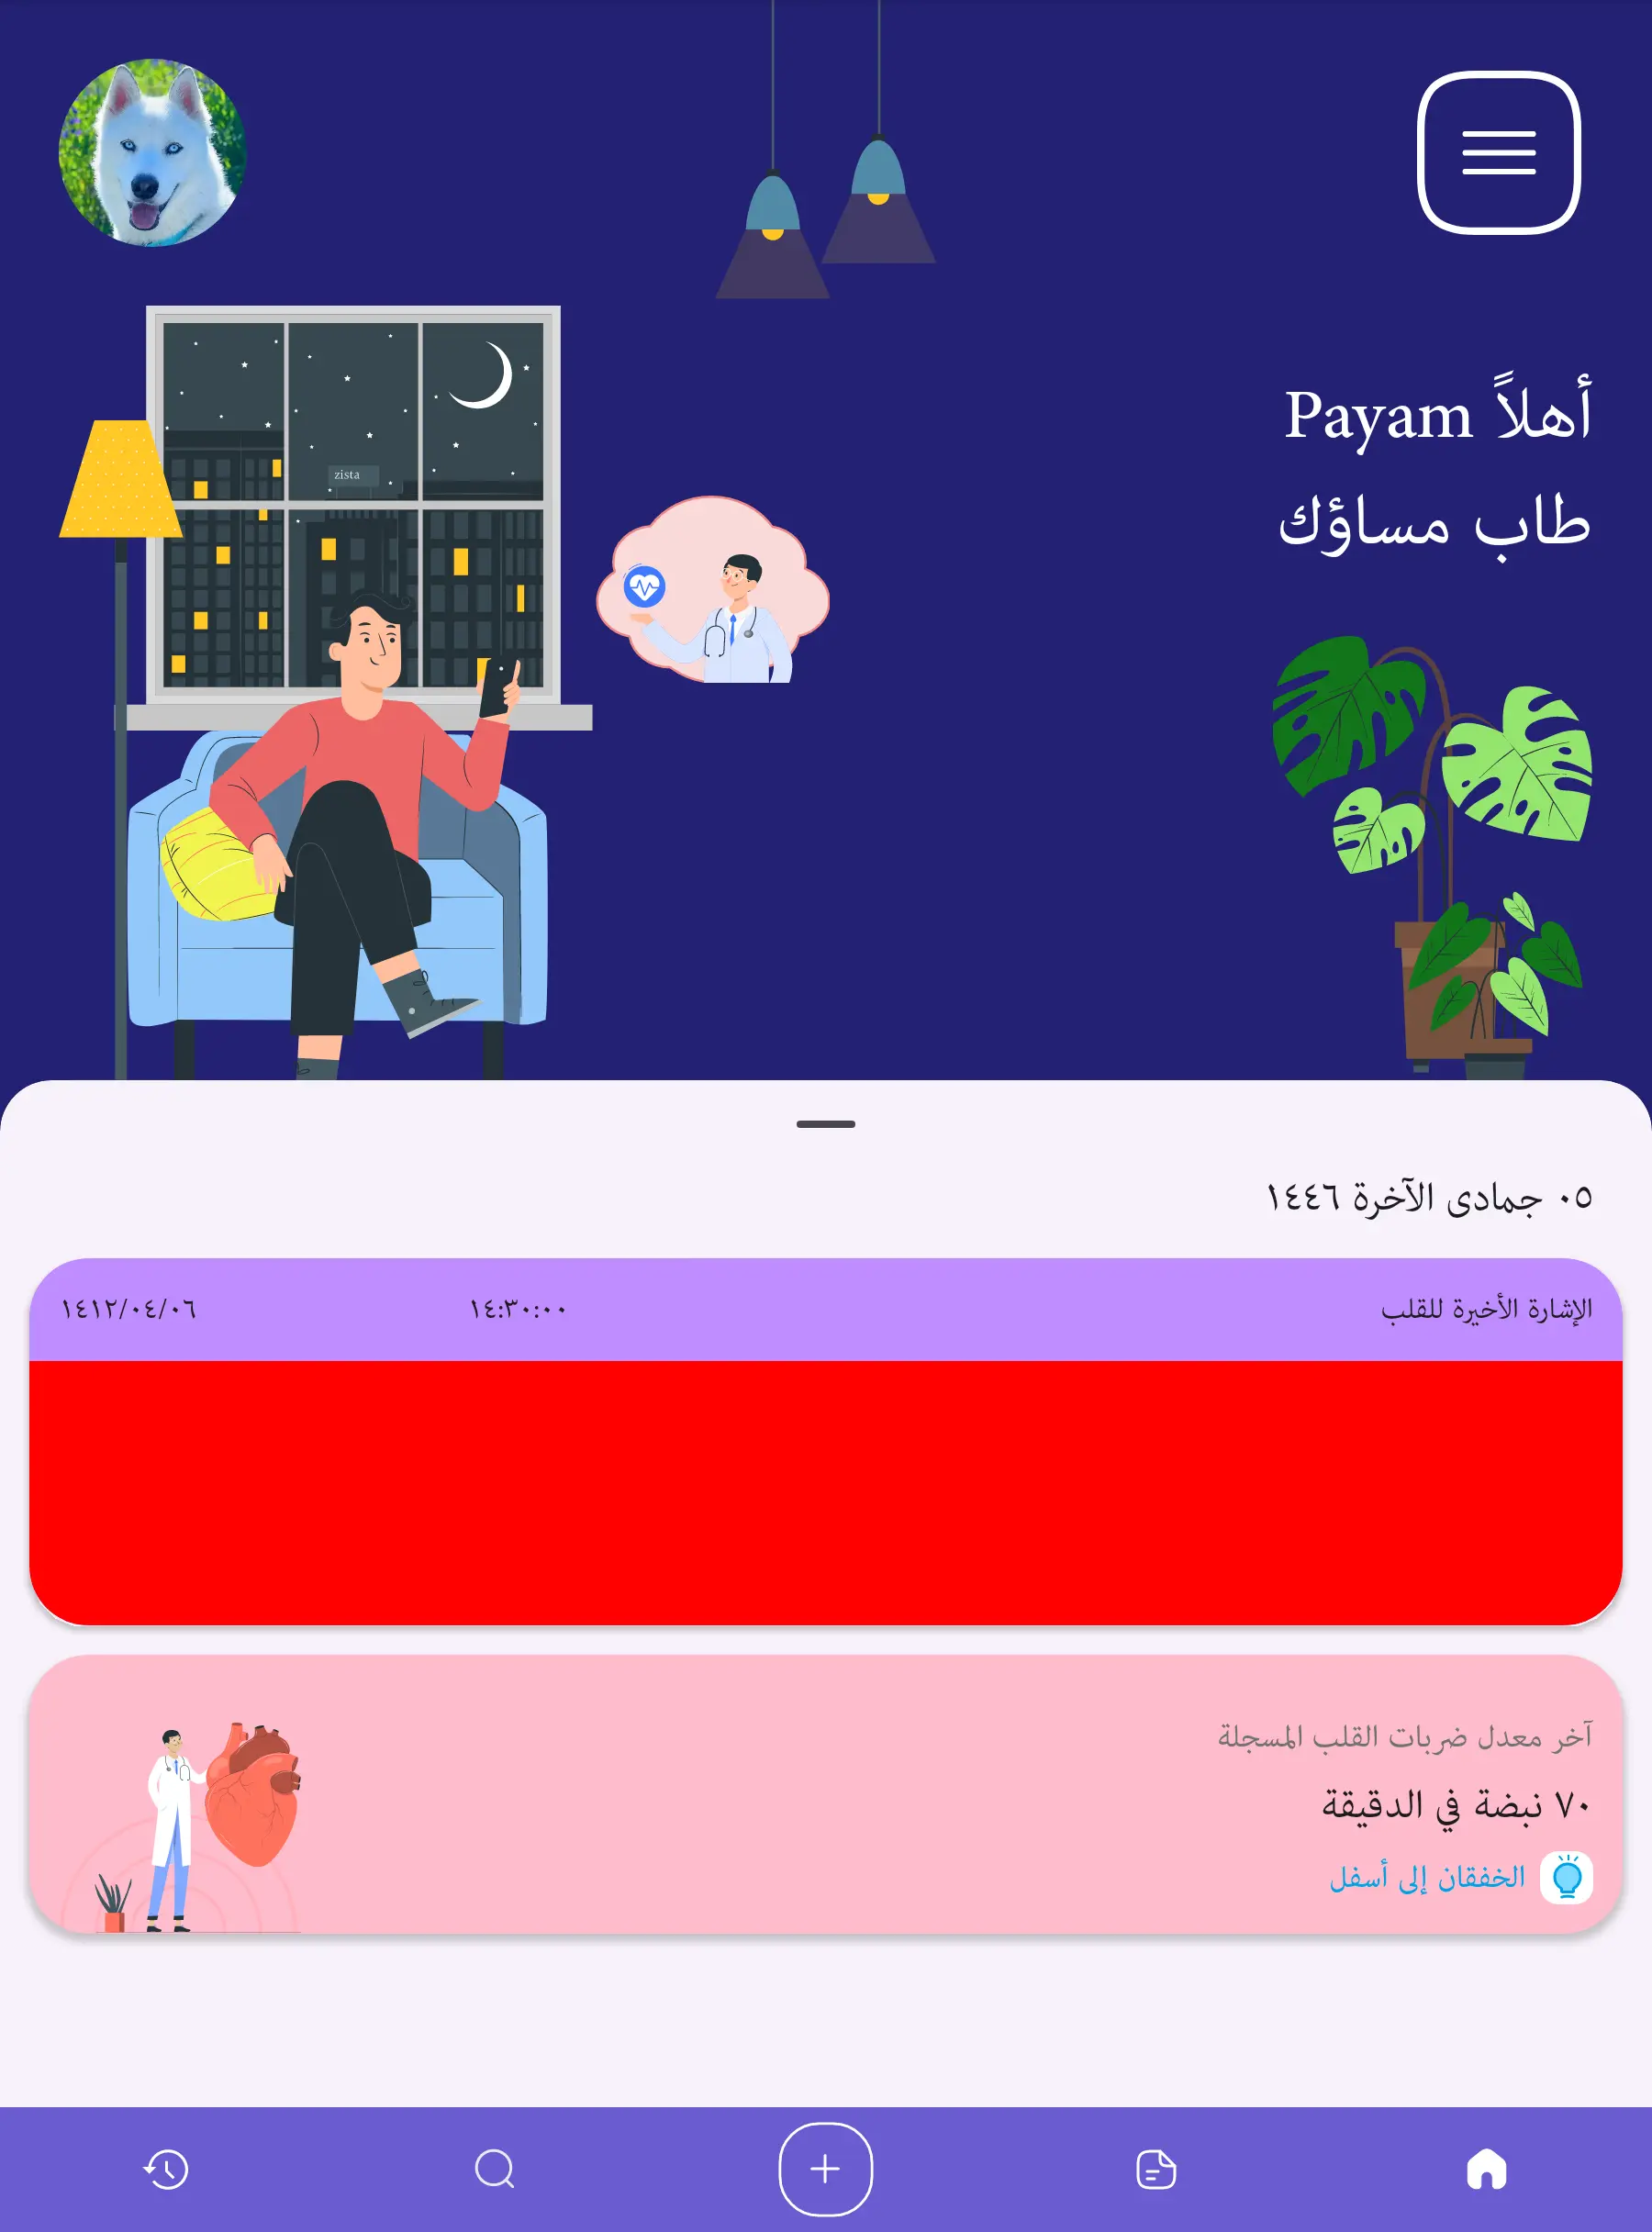 أهلاً Payam
طاب مساؤك
zista
٠٥ جمادى الآخرة ١٤٤٦
الإشارة الأخيرة للقلب ١٤:٣٠:٠٠ ١٤١٢/٠٤/٠٦
آخر معدل ضربات القلب المسجلة
٧٠ نبضة في الدقيقة
الخفقان إلى أسفل